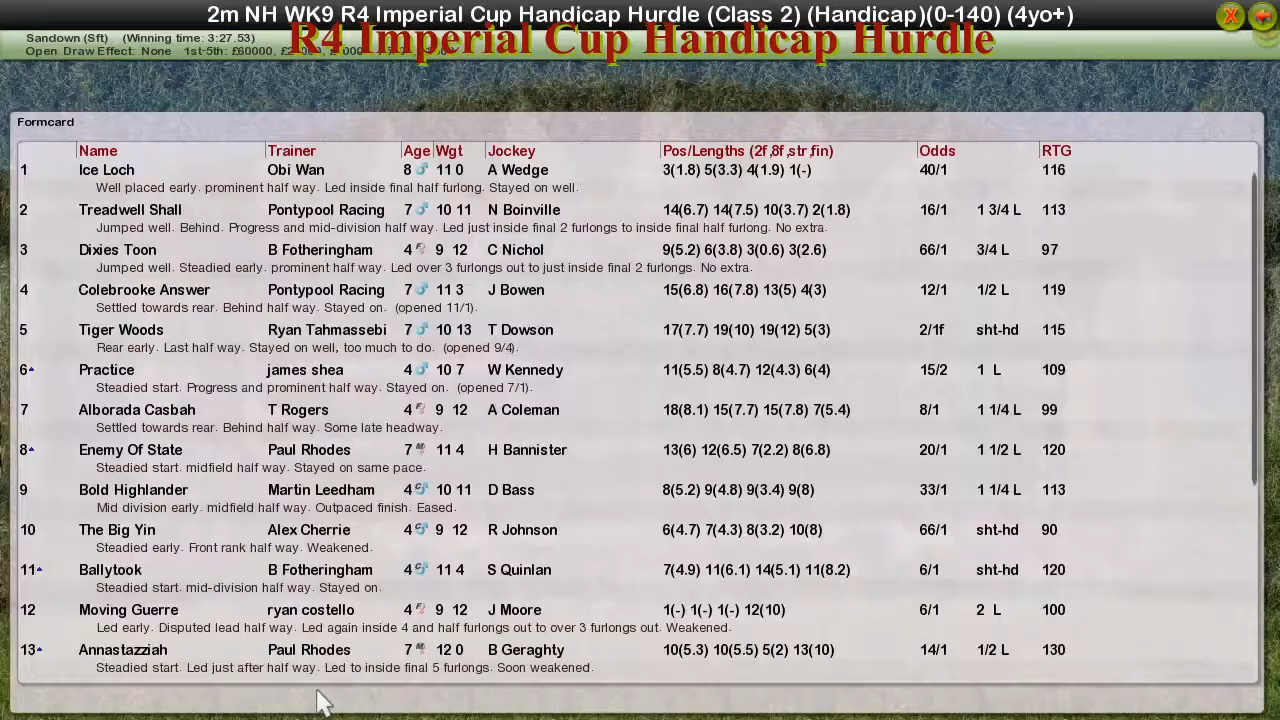 2m NH WK9 R4 Imperial Cup Handicap Hurdle (Class 2) (Handicap)(0-140) (4yo+)
R4 Imperial Cup Handicap Hurdle
Sandown (Sft) (Winning time: 3:27.53)
Open Draw Effect: None 1st-5th: £60000,
Formcard
Name Trainer Age Wgt Jockey Pos/Lengths (2f,8f,str,fin) Odds RTG
1 Ice Loch Obi Wan 8 11 0 A Wedge 3(1.8) 5(3.3) 4(1.9) 1(-) 40/1 116
Well placed early. prominent half way. Led inside final half furlong. Stayed on well.
2 Treadwell Shall Pontypool Racing 7 10 11 N Boinville 14(6.7) 14(7.5) 10(3.7) 2(1.8) 16/1 1 3/4 L 113
Jumped well. Behind. Progress and mid-division half way. Led just inside final 2 furlongs to inside final half furlong. No extra.
3 Dixies Toon B Fotheringham 4 9 12 C Nichol 9(5.2) 6(3.8) 3(0.6) 3(2.6) 66/1 3/4 L 97
Jumped well. Steadied early. prominent half way. Led over 3 furlongs out to just inside final 2 furlongs. No extra.
4 Colebrooke Answer Pontypool Racing 7 11 3 J Bowen 15(6.8) 16(7.8) 13(5) 4(3) 12/1 1/2 L 119
Settled towards rear. Behind half way. Stayed on. (opened 11/1).
5 Tiger Woods Ryan Tahmassebi 7 10 13 T Dowson 17(7.7) 19(10) 19(12) 5(3) 2/1f sht-hd 115
Rear early. Last half way. Stayed on well, too much to do. (opened 9/4).
6 Practice james shea 4 10 7 W Kennedy 11(5.5) 8(4.7) 12(4.3) 6(4) 15/2 1 L 109
Steadied start. Progress and prominent half way. Stayed on. (opened 7/1).
7 Alborada Casbah T Rogers 4 9 12 A Coleman 18(8.1) 15(7.7) 15(7.8) 7(5.4) 8/1 1 1/4 L 99
Settled towards rear. Behind half way. Some late headway.
8 Enemy Of State Paul Rhodes 7 11 4 H Bannister 13(6) 12(6.5) 7(2.2) 8(6.8) 20/1 1 1/2 L 120
Steadied start. midfield half way. Stayed on same pace.
9 Bold Highlander Martin Leedham 4 10 11 D Bass 8(5.2) 9(4.8) 9(3.4) 9(8) 33/1 1 1/4 L 113
Mid division early. midfield half way. Outpaced finish. Eased.
10 The Big Yin Alex Cherrie 4 9 12 R Johnson 6(4.7) 7(4.3) 8(3.2) 10(8) 66/1 sht-hd 90
Steadied early. Front rank half way. Weakened.
11 Ballytook B Fotheringham 4 11 4 S Quinlan 7(4.9) 11(6.1) 14(5.1) 11(8.2) 6/1 sht-hd 120
Steadied start. mid-division half way. Stayed on.
12 Moving Guerre ryan costello 4 9 12 J Moore 1(-) 1(-) 1(-) 12(10) 6/1 2 L 100
Led early. Disputed lead half way. Led again inside 4 and half furlongs out to over 3 furlongs out. Weakened.
13 Annastazziah Paul Rhodes 7 12 0 B Geraghty 10(5.3) 10(5.5) 5(2) 13(10) 14/1 1/2 L 130
Steadied start. Led just after half way. Led to inside final 5 furlongs. Soon weakened.